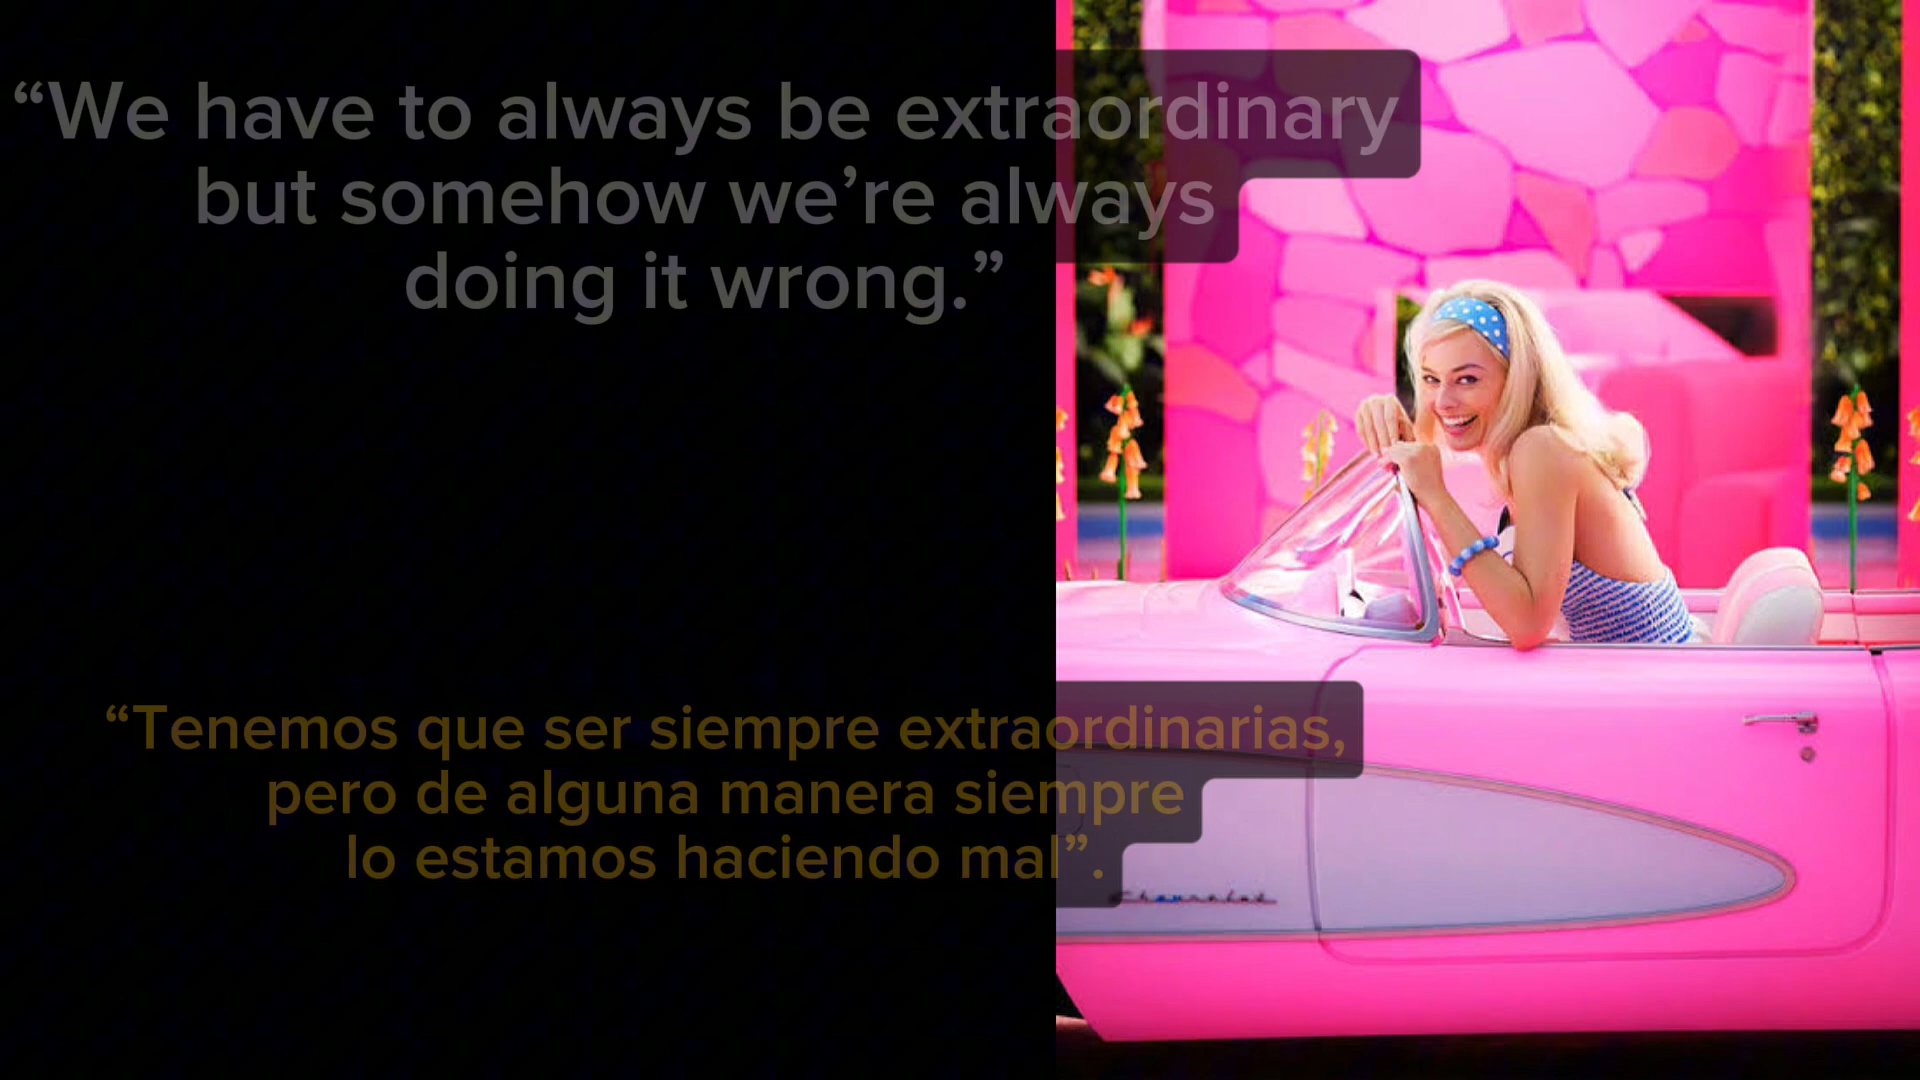 “We have to always be extraordinary
but somehow we’re always
doing it wrong.”
“Tenemos que ser siempre extraordinarias,
pero de alguna manera siempre
lo estamos haciendo mal”.
Chevrolet